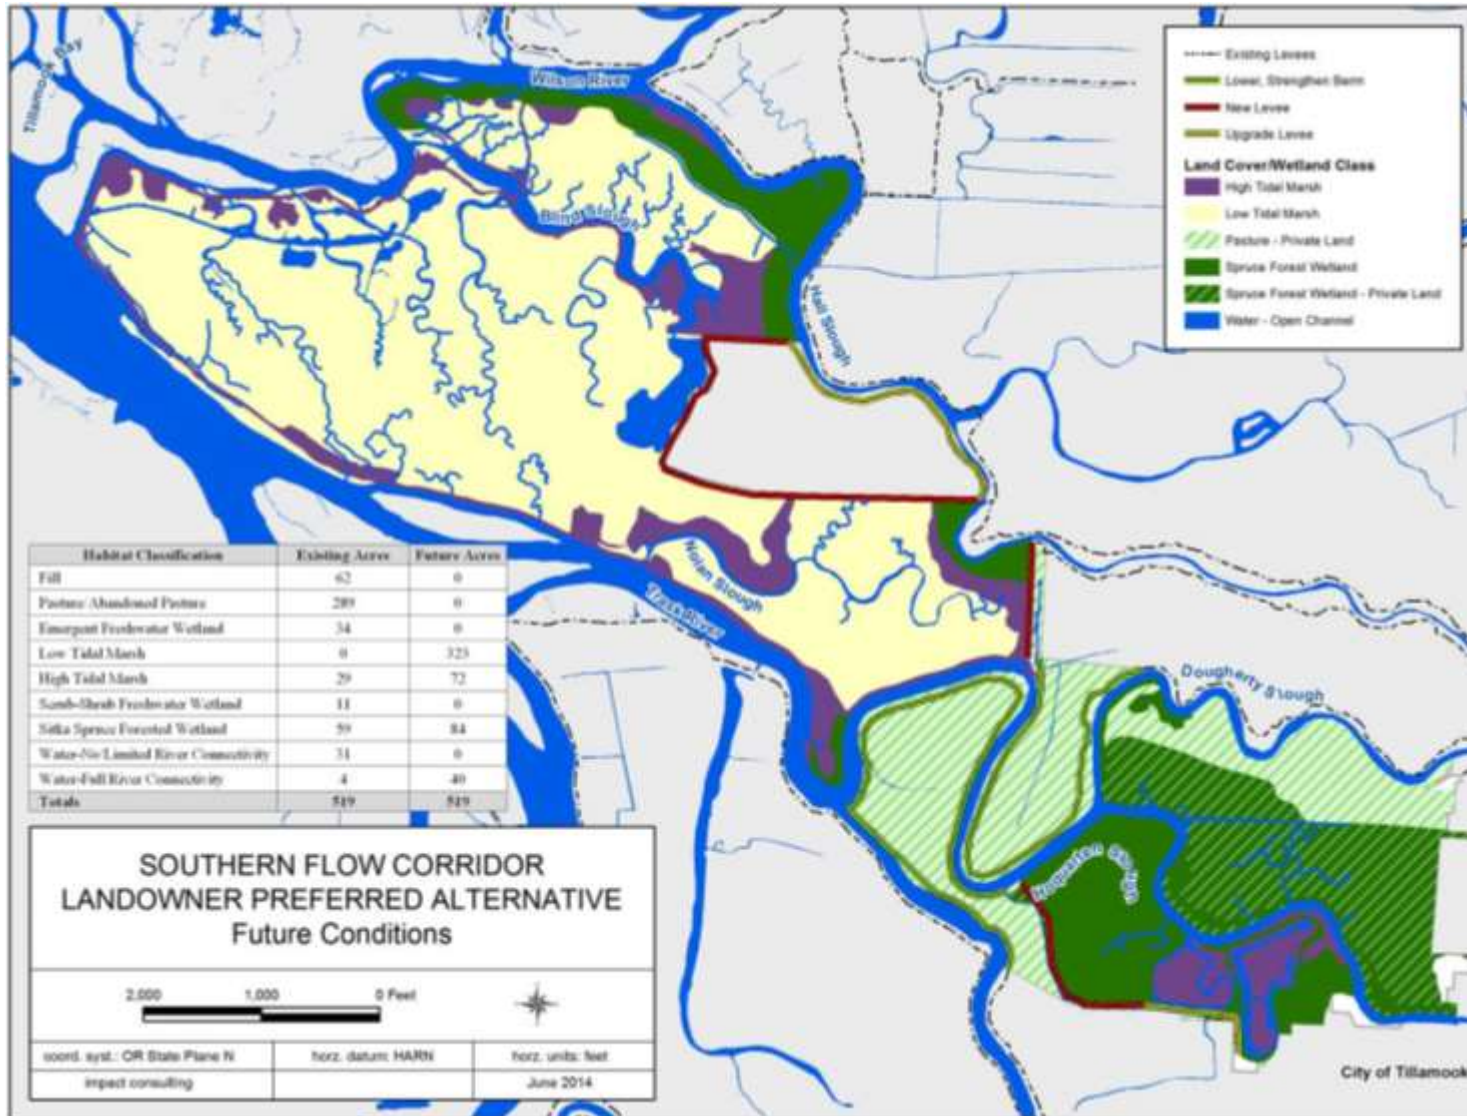 Tillamook Bay
Wilson River
Blind Slough
Hall Slough
Nolan Slough
Trask River
Dougherty Slough
Hoquarten Slough
City of Tillamook
Existing Levees
Lower, Strengthen Berm
New Levee
Upgrade Levee
Land Cover/Wetland Class
High Tidal Marsh
Low Tidal Marsh
Pasture - Private Land
Spruce Forest Wetland
Spruce Forest Wetland - Private Land
Water - Open Channel
Habitat Classification Existing Acres Future Acres
Fill 62 0
Pasture/Abandoned Pasture 289 0
Emergent Freshwater Wetland 34 0
Low Tidal Marsh 0 323
High Tidal Marsh 29 72
Scrub-Shrub Freshwater Wetland 11 0
Sitka Spruce Forested Wetland 59 84
Water-No/Limited River Connectivity 31 0
Water-Full River Connectivity 4 40
Totals 519 519
SOUTHERN FLOW CORRIDOR
LANDOWNER PREFERRED ALTERNATIVE
Future Conditions
2,000 1,000 0 Feet
coord. syst.: OR State Plane N horz. datum: HARN horz. units: feet
impact consulting June 2014